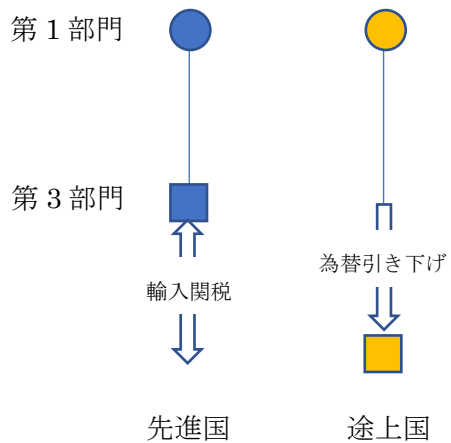 第 1 部門
第 3 部門
為替引き下げ
輸入関税
先進国
途上国